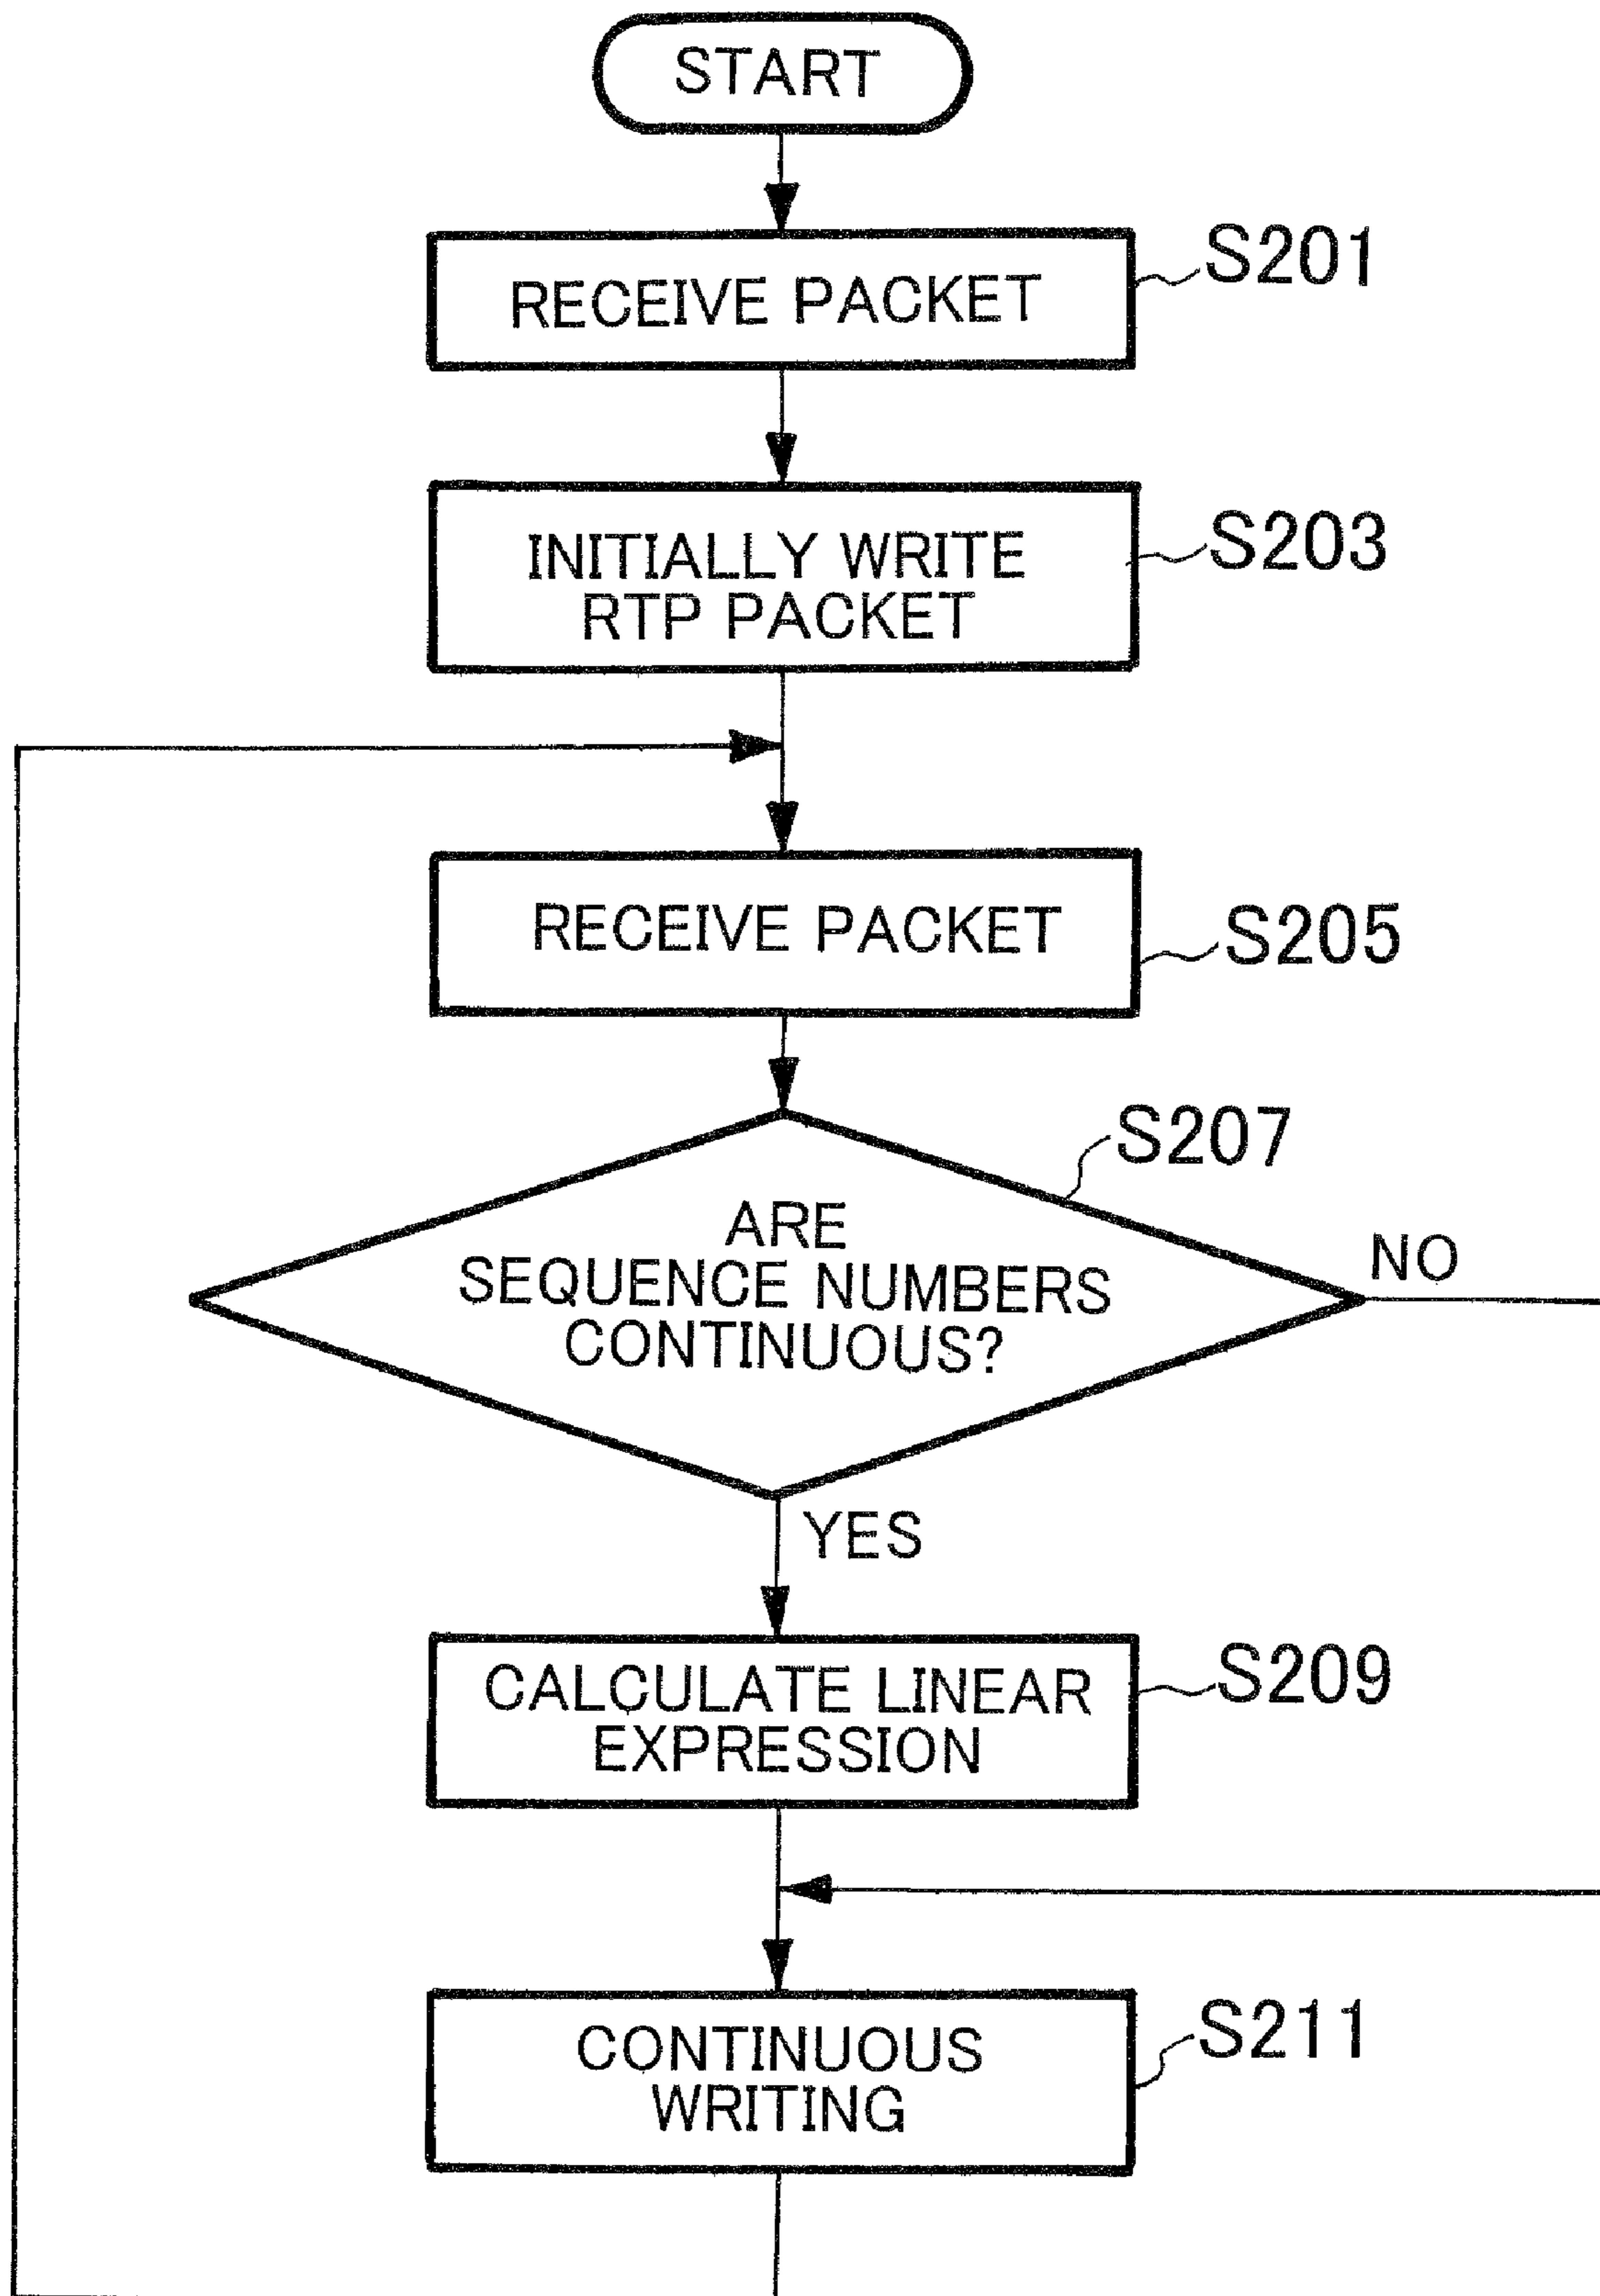 START
RECEIVE PACKET
S201
INITIALLY WRITE
RTP PACKET
S203
RECEIVE PACKET
S205
S207
ARE
SEQUENCE NUMBERS
CONTINUOUS?
NO
YES
CALCULATE LINEAR
EXPRESSION
S209
CONTINUOUS
WRITING
S211